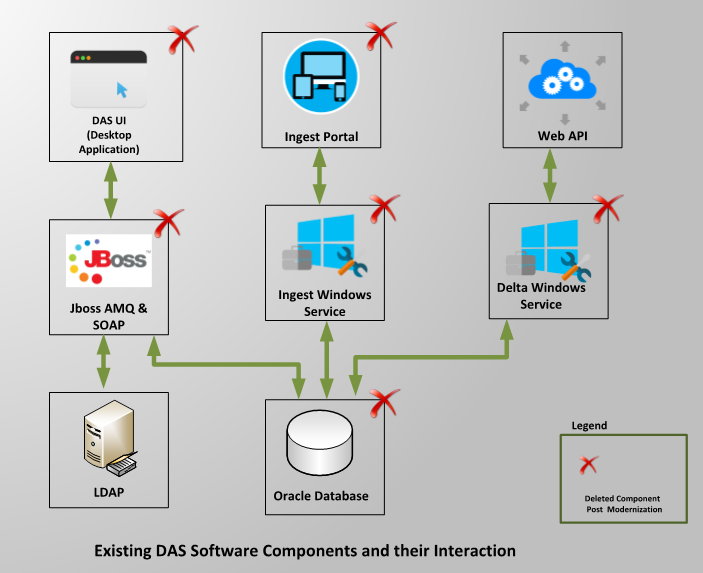 DAS UI
(Desktop
Application)
Ingest Portal
Web API
JBoss™
Jboss AMQ &
SOAP
Ingest Windows
Service
Delta Windows
Service
LDAP
Oracle Database
Legend
Deleted Component
Post Modernization
Existing DAS Software Components and their Interaction